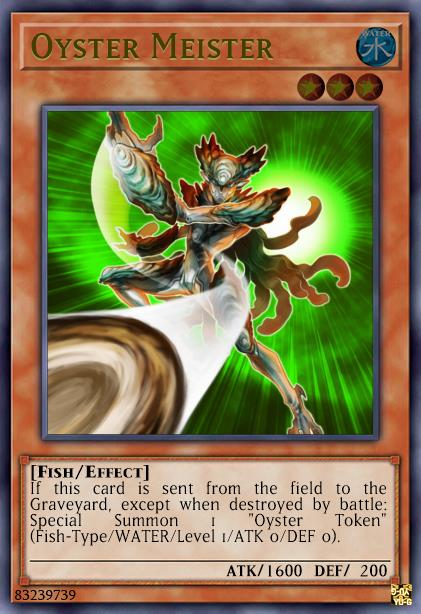 Oyster Meister
WATER
水
[Fish/Effect]
If this card is sent from the field to the
Graveyard, except when destroyed by battle:
Special Summon 1 "Oyster Token"
(Fish-Type/WATER/Level 1/ATK 0/DEF 0).
ATK/1600 DEF/ 200
83239739